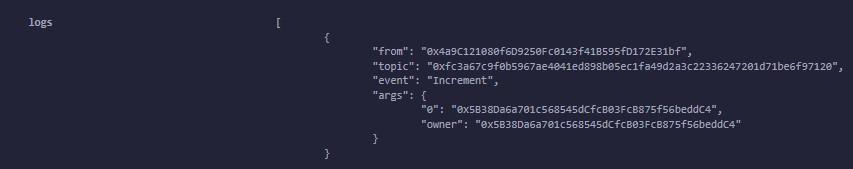 logs [
{
"from": "0x4a9C121080f6D9250Fc0143f41B595fD172E31bf",
"topic": "0xfc3a67c9f0b5967ae4041ed898b05ec1fa49d2a3c22336247201d71be6f97120",
"event": "Increment",
"args": {
"0": "0x5B38Da6a701c568545dCfcB03FcB875f56beddC4",
"owner": "0x5B38Da6a701c568545dCfcB03FcB875f56beddC4"
}
}